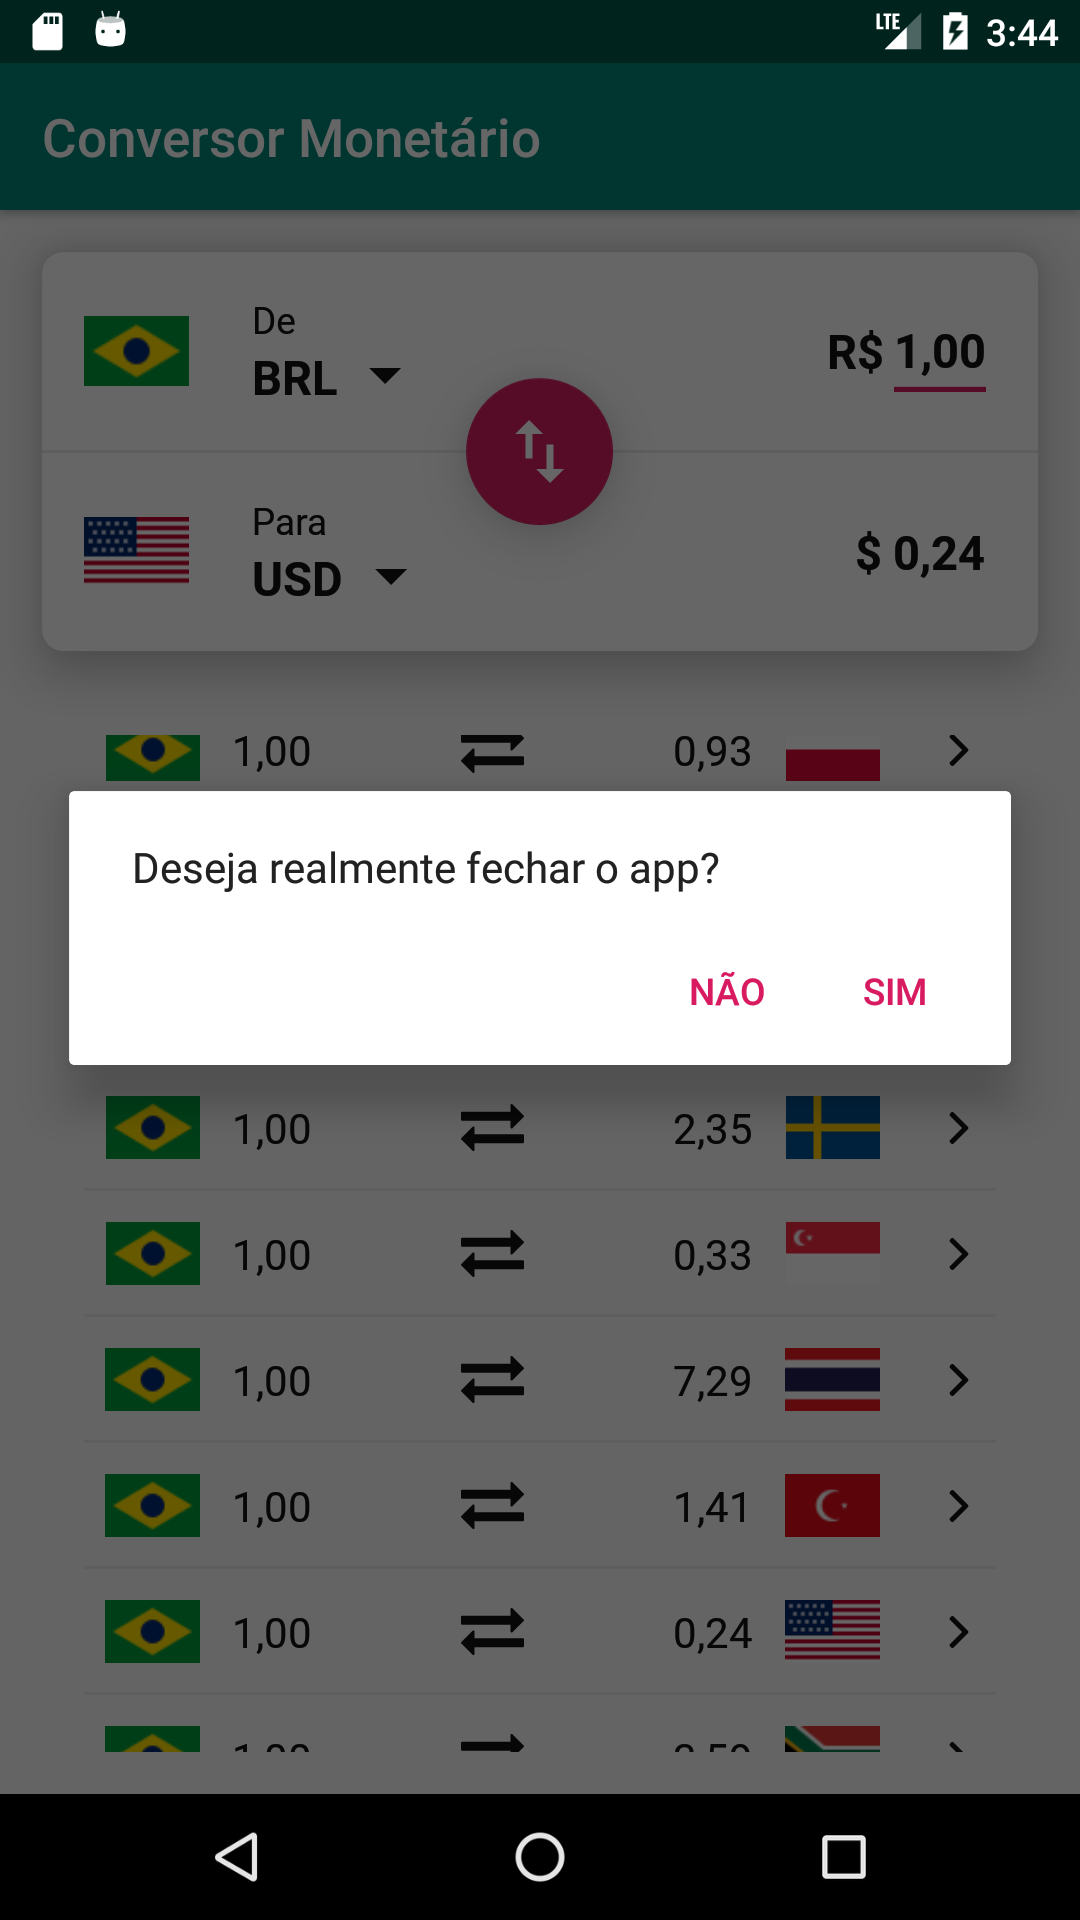 LTE 3:44
Conversor Monetário
De
BRL
R$ 1,00
Para
USD
$ 0,24
1,00 0,93
Deseja realmente fechar o app?
NÃO SIM
1,00 2,35
1,00 0,33
1,00 7,29
1,00 1,41
1,00 0,24